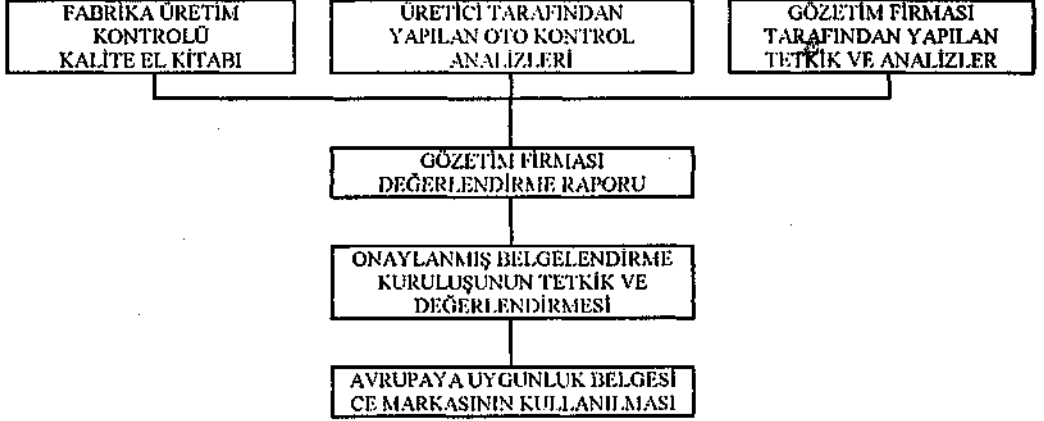 FABRİKA ÜRETİM
KONTROLÜ
KALİTE EL KİTABI
ÜRETİCİ TARAFINDAN
YAPILAN OTO KONTROL
ANALİZLERİ
GÖZETİM FİRMASI
TARAFINDAN YAPILAN
TETKİK VE ANALİZLER
GÖZETİM FİRMASI
DEĞERLENDİRME RAPORU
ONAYLANMIŞ BELGELENDİRME
KURULUŞUNUN TETKİK VE
DEĞERLENDİRMESİ
AVRUPAYA UYGUNLUK BELGESİ
CE MARKASININ KULLANILMASI